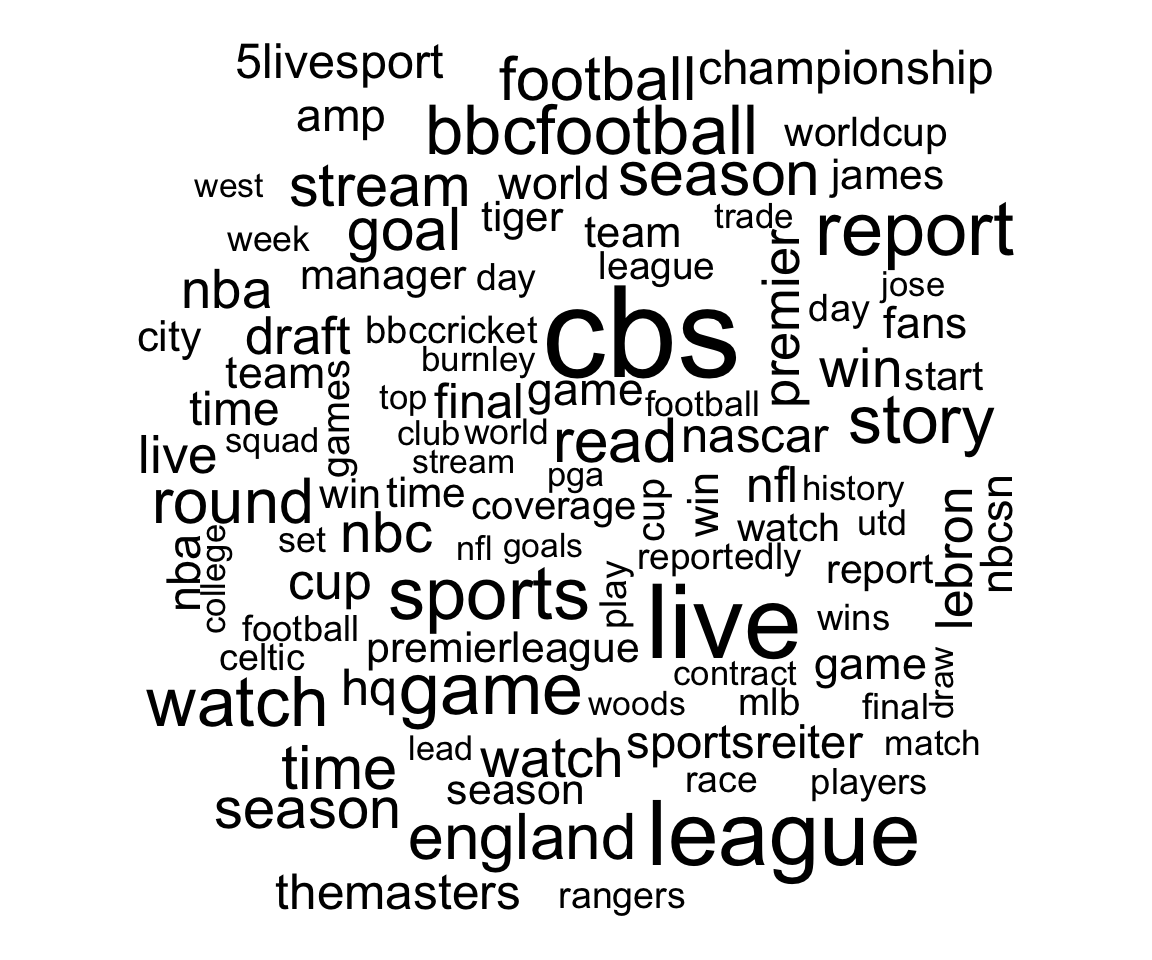 5livesport
football
championship
amp
bbcfootball
worldcup
west
stream
world
season
james
week
goal
tiger
team
trade
report
manager
day
league
premier
nba
jose
city
draft
bbccricket
cbs
day
fans
burnley
teams
games
win
start
time
top
final
game
football
story
live
squad
club
world
read
nascar
stream
pga
round
win
time
coverage
cup
win
nfl
history
lebron
nbcsn
watch
utd
set
nbc
nfl
goals
reportedly
nba
college
cup
sports
play
report
live
wins
football
celtic
premierleague
contract
game
draw
watch
hq
game
woods
mlb
final
time
lead
watch
sportsreiter
match
season
season
race
players
england
league
themasters
rangers